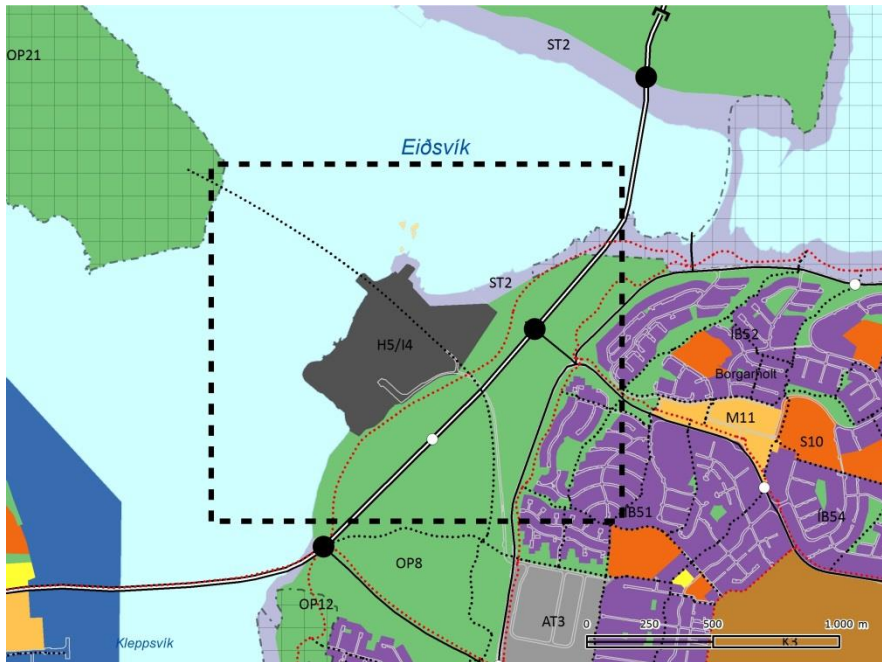 ST2
OP21
Eiðsvík
ST2
H5/I4
ÍB52
Borgarholt
M11
S10
ÍB51
ÍB54
OP8
OP12
AT3
0 250 500 1.000 m
K3
Kleppsvík